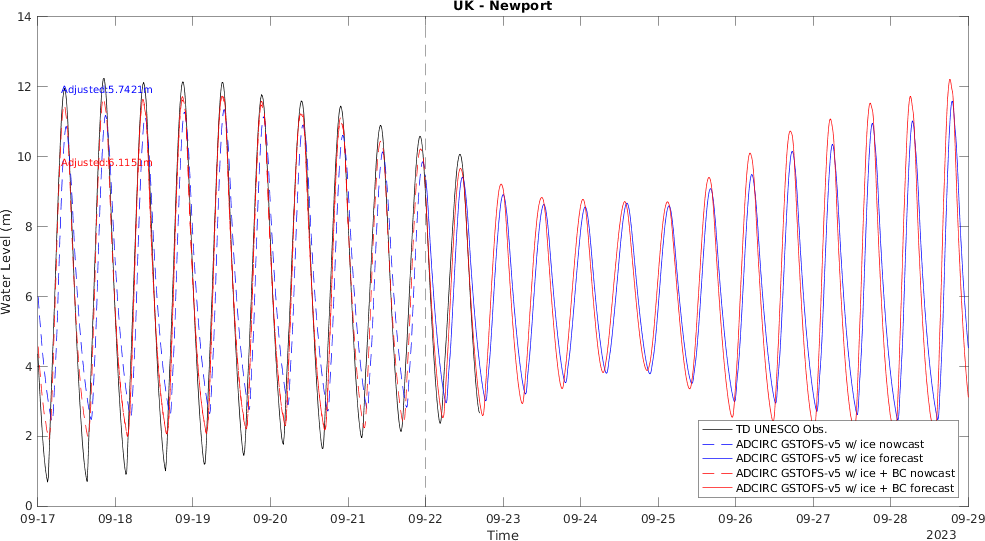 UK - Newport
14
12
10
8
6
4
2
0
Water Level (m)
Adjusted:5.7421m
Adjusted:6.1151m
TD UNESCO Obs.
ADCIRC GSTOFS-v5 w/ ice nowcast
ADCIRC GSTOFS-v5 w/ ice forecast
ADCIRC GSTOFS-v5 w/ ice + BC nowcast
ADCIRC GSTOFS-v5 w/ ice + BC forecast
09-17 09-18 09-19 09-20 09-21 09-22 09-23 09-24 09-25 09-26 09-27 09-28 09-29
Time
2023